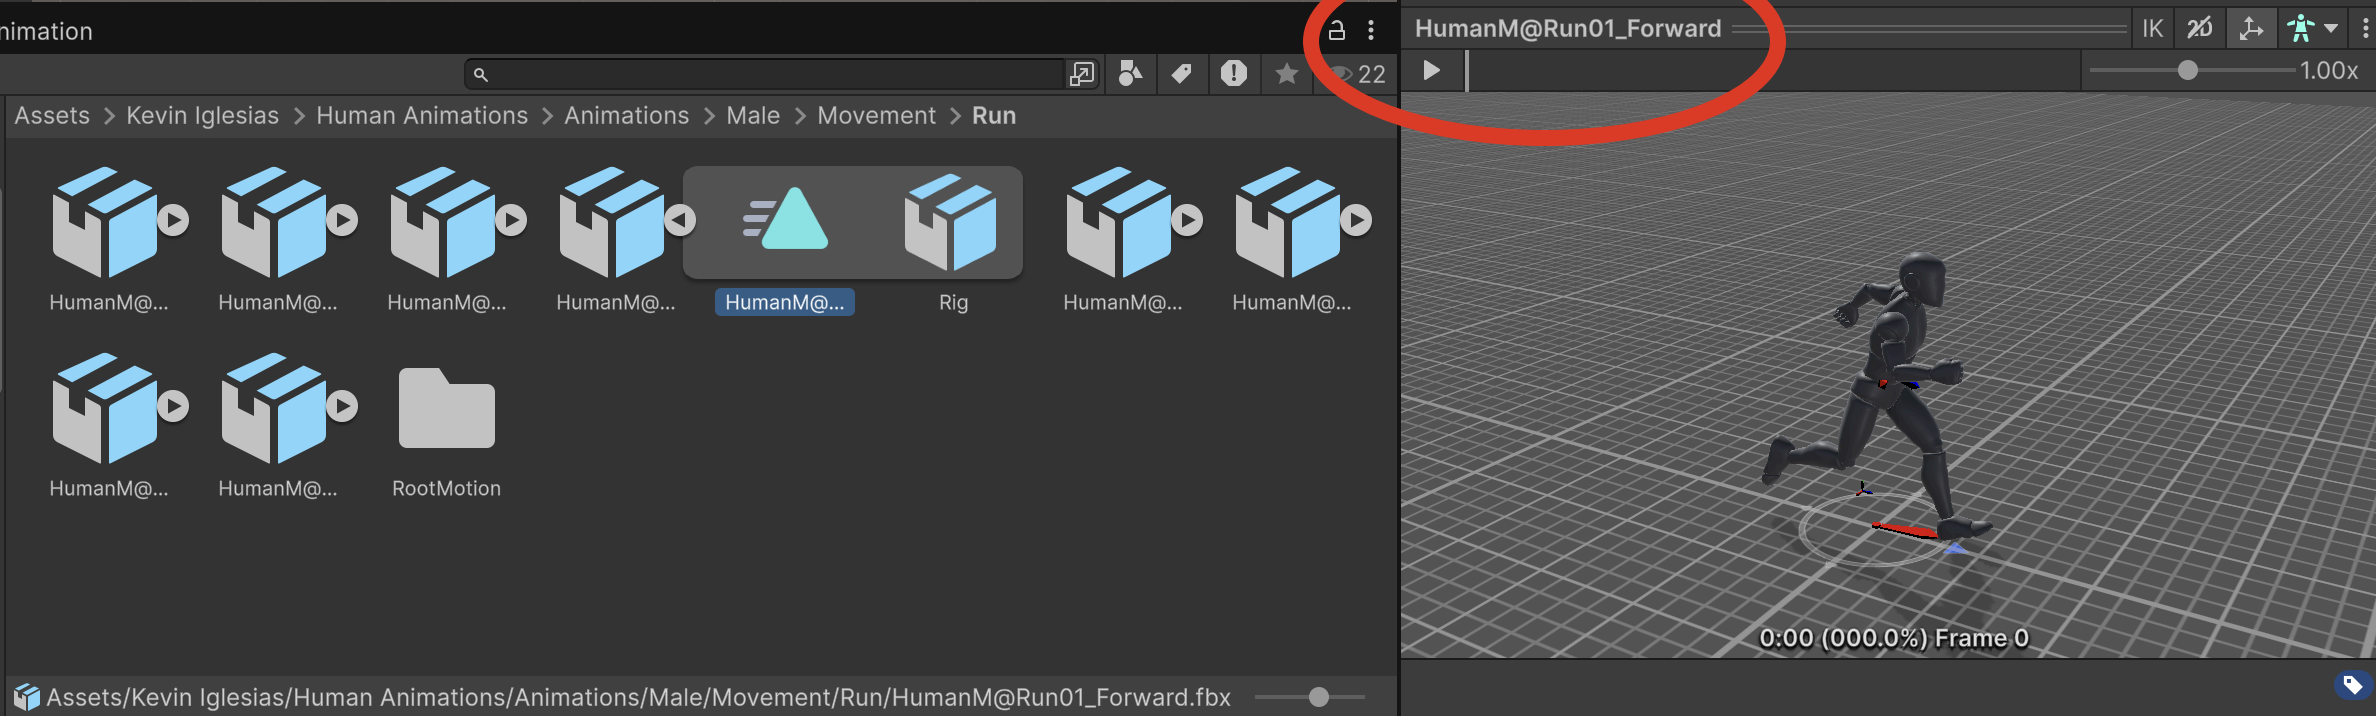 nimation
22
Assets > Kevin Iglesias > Human Animations > Animations > Male > Movement > Run
HumanM@... HumanM@... HumanM@... HumanM@... HumanM@... Rig HumanM@... HumanM@...
HumanM@... HumanM@... RootMotion
Assets/Kevin Iglesias/Human Animations/Animations/Male/Movement/Run/HumanM@Run01_Forward.fbx
HumanM@Run01_Forward IK 2D
1.00x
0:00 (000.0%) Frame 0